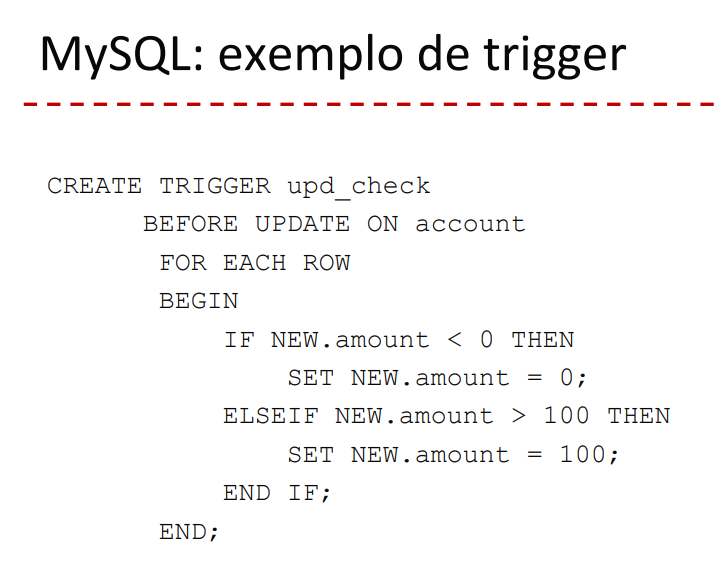 MySQL: exemplo de trigger
CREATE TRIGGER upd_check
BEFORE UPDATE ON account
FOR EACH ROW
BEGIN
IF NEW.amount < 0 THEN
SET NEW.amount = 0;
ELSEIF NEW.amount > 100 THEN
SET NEW.amount = 100;
END IF;
END;